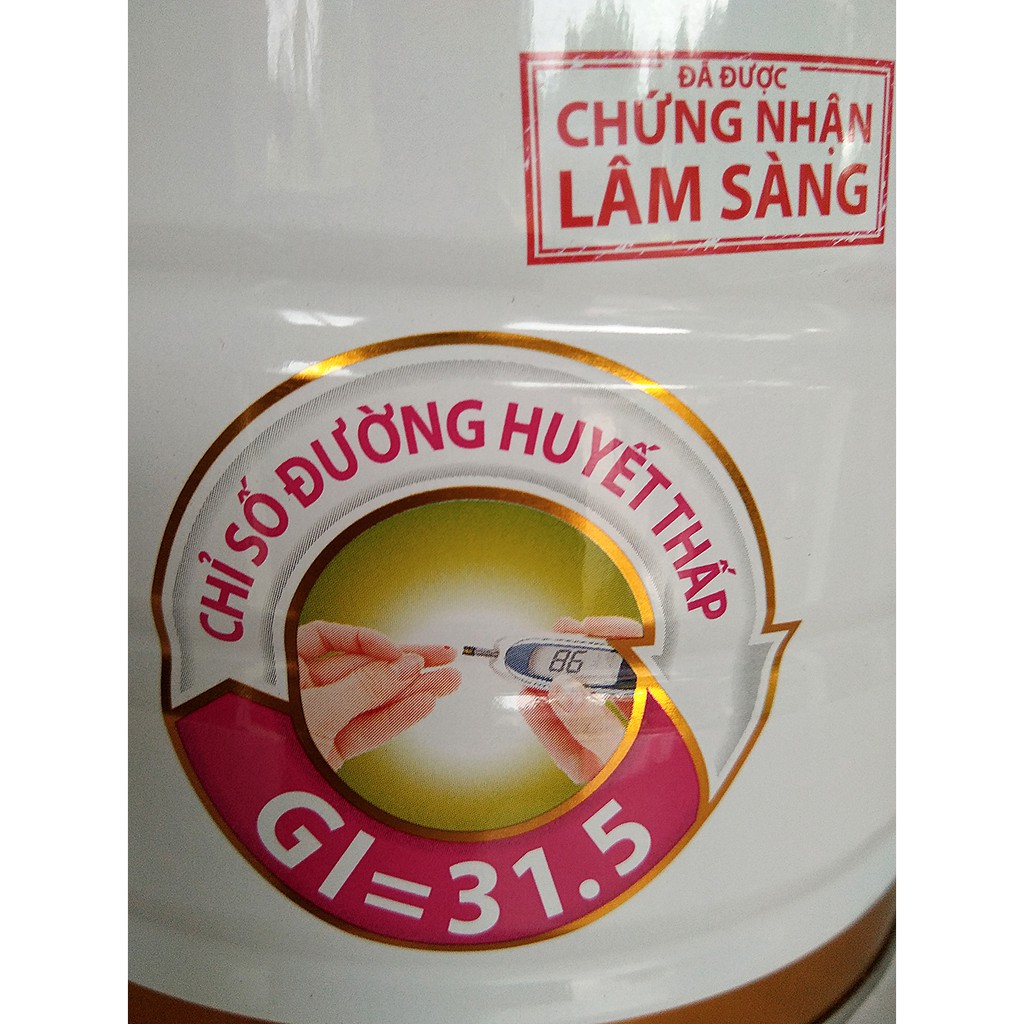 ĐÃ ĐƯỢC
CHỨNG NHẬN
LÂM SÀNG
CHỈ SỐ ĐƯỜNG HUYẾT THẤP
86
GI = 31.5